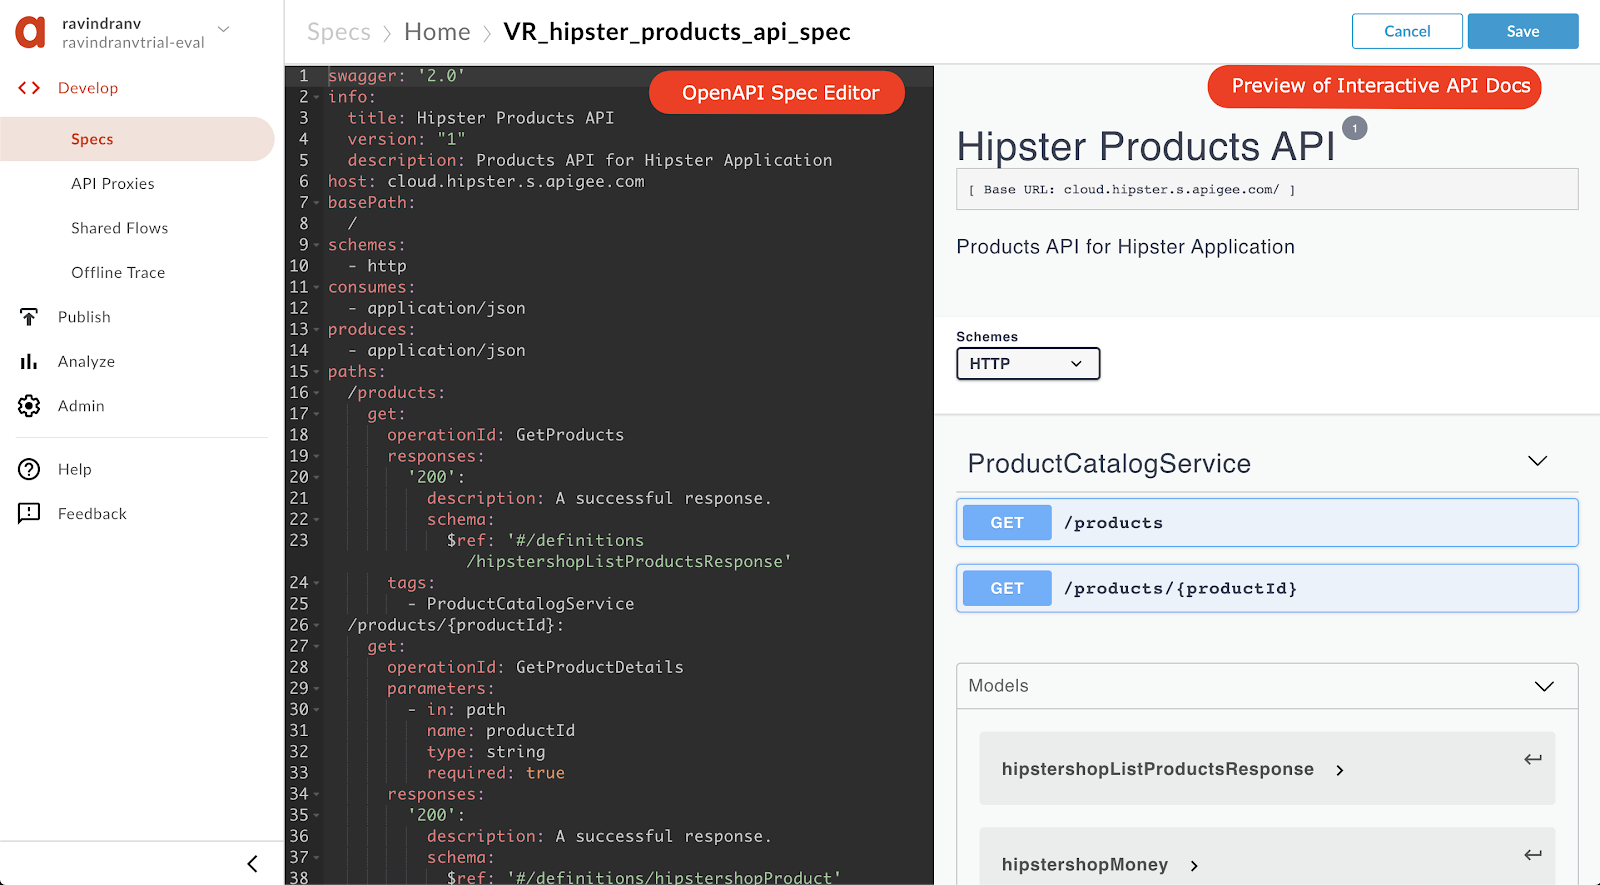 ravindranv
ravindranvtrial-eval
Develop
Specs
API Proxies
Shared Flows
Offline Trace
Publish
Analyze
Admin
Help
Feedback
Specs > Home > VR_hipster_products_api_spec
Cancel
Save
OpenAPI Spec Editor
1 swagger: '2.0'
2 info:
3 title: Hipster Products API
4 version: "1"
5 description: Products API for Hipster Application
6 host: cloud.hipster.s.apigee.com
7 basePath:
8 /
9 schemes:
10 - http
11 consumes:
12 - application/json
13 produces:
14 - application/json
15 paths:
16 /products:
17 get:
18 operationId: GetProducts
19 responses:
20 '200':
21 description: A successful response.
22 schema:
23 $ref: '#/definitions
/hipstershopListProductsResponse'
24 tags:
25 - ProductCatalogService
26 /products/{productId}:
27 get:
28 operationId: GetProductDetails
29 parameters:
30 - in: path
31 name: productId
32 type: string
33 required: true
34 responses:
35 '200':
36 description: A successful response.
37 schema:
38 $ref: '#/definitions/hipstershopProduct'
Preview of Interactive API Docs
Hipster Products API 1
[ Base URL: cloud.hipster.s.apigee.com/ ]
Products API for Hipster Application
Schemes
HTTP
ProductCatalogService
GET /products
GET /products/{productId}
Models
hipstershopListProductsResponse >
hipstershopMoney >